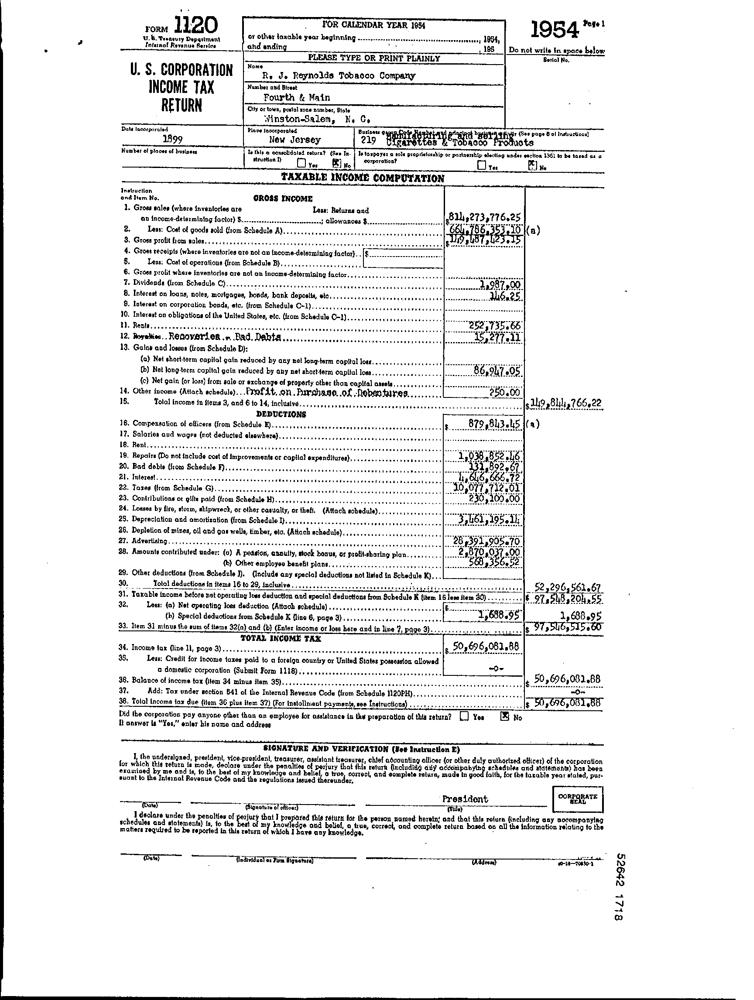 FORM 1120
U. S. Treasury Department
Internal Revenue Service
FOR CALENDAR YEAR 1954
or other taxable year beginning ............, 1954,
and ending ............, 195
1954 Page 1
Do not write in space below
Serial No.
PLEASE TYPE OR PRINT PLAINLY
U. S. CORPORATION
INCOME TAX
RETURN
Name
R. J. Reynolds Tobacco Company
Number and Street
Fourth & Main
City or town, postal zone number, State
Winston-Salem, N. C.
Date incorporated
1899
Place incorporated
New Jersey
(See page 8 of Instructions)
219 Manufacturing and selling
Cigarettes & Tobacco Products
Number of places of business
Is this a consolidated return? (See Instruction I) Yes No
Is taxpayer a sole proprietorship or partnership electing under section 1361 to be taxed as a corporation? Yes No
TAXABLE INCOME COMPUTATION
Instruction and Item No.
GROSS INCOME
1. Gross sales (where inventories are an income-determining factor) $ Less: Returns and allowances $ 814,273,776.25
2. Less: Cost of goods sold (from Schedule A) 664,786,353.10 (a)
3. Gross profit from sales $ 149,487,423.15
4. Gross receipts (where inventories are not an income-determining factor) $
5. Less: Cost of operations (from Schedule B)
6. Gross profit where inventories are not an income-determining factor
7. Dividends (from Schedule C) 1,987.00
8. Interest on loans, notes, mortgages, bonds, bank deposits, etc. 146.25
9. Interest on corporation bonds, etc. (from Schedule C-1)
10. Interest on obligations of the United States, etc. (from Schedule C-1)
11. Rents 252,735.66
12. Royalties Recoveries - Bad Debts 15,277.11
13. Gains and losses (from Schedule D):
(a) Net short-term capital gain reduced by any net long-term capital loss
(b) Net long-term capital gain reduced by any net short-term capital loss 86,947.05
(c) Net gain (or loss) from sale or exchange of property other than capital assets
14. Other income (Attach schedule) Profit on Purchase of Debentures 250.00
15. Total income in items 3, and 6 to 14, inclusive $ 149,844,766.22
DEDUCTIONS
16. Compensation of officers (from Schedule E) $ 879,843.45 (a)
17. Salaries and wages (not deducted elsewhere)
18. Rent
19. Repairs (Do not include cost of improvements or capital expenditures) 1,038,852.46
20. Bad debts (from Schedule F) 131,892.67
21. Interest 4,646,666.72
22. Taxes (from Schedule G) 10,077,712.01
23. Contributions or gifts paid (from Schedule H) 230,100.00
24. Losses by fire, storm, shipwreck, or other casualty, or theft. (Attach schedule)
25. Depreciation and amortization (from Schedule I) 3,461,195.14
26. Depletion of mines, oil and gas wells, timber, etc. (Attach schedule)
27. Advertising 28,391,905.70
28. Amounts contributed under: (a) A pension, annuity, stock bonus, or profit-sharing plan 2,870,037.00
(b) Other employee benefit plans 568,356.52
29. Other deductions (from Schedule J). (Include any special deductions not listed in Schedule K)
30. Total deductions in items 16 to 29, inclusive 52,296,561.67
31. Taxable income before net operating loss deduction and special deductions from Schedule K (item 15 less item 30) $ 97,548,204.55
32. Less: (a) Net operating loss deduction (Attach schedule) $
(b) Special deductions from Schedule K (line 6, page 3) 1,688.95 1,688.95
33. Item 31 minus the sum of items 32(a) and (b) (Enter income or loss here and in line 7, page 3) $ 97,546,515.60
TOTAL INCOME TAX
34. Income tax (line 11, page 3) $ 50,696,081.88
35. Less: Credit for income taxes paid to a foreign country or United States possession allowed a domestic corporation (Submit Form 1118) -0-
36. Balance of income tax (item 34 minus item 35) $ 50,696,081.88
37. Add: Tax under section 541 of the Internal Revenue Code (from Schedule 1120PH) -0-
38. Total income tax due (item 36 plus item 37) (For installment payments, see Instructions) $ 50,696,081.88
Did the corporation pay anyone other than an employee for assistance in the preparation of this return? Yes No
If answer is "Yes," enter his name and address
SIGNATURE AND VERIFICATION (See Instruction E)
I, the undersigned, president, vice-president, treasurer, assistant treasurer, chief accounting officer (or other duly authorized officer) of the corporation
for which this return is made, declare under the penalties of perjury that this return (including any accompanying schedules and statements) has been
examined by me and is, to the best of my knowledge and belief, a true, correct, and complete return, made in good faith, for the taxable year stated, pur-
suant to the Internal Revenue Code and the regulations issued thereunder.
President
(Date) (Signature of officer) (Title)
CORPORATE SEAL
I declare under the penalties of perjury that I prepared this return for the person named herein; and that this return (including any accompanying
schedules and statements) is, to the best of my knowledge and belief, a true, correct, and complete return based on all the information relating to the
matters required to be reported in this return of which I have any knowledge.
(Date) (Individual or Firm Signature) (Address)
52642 1718